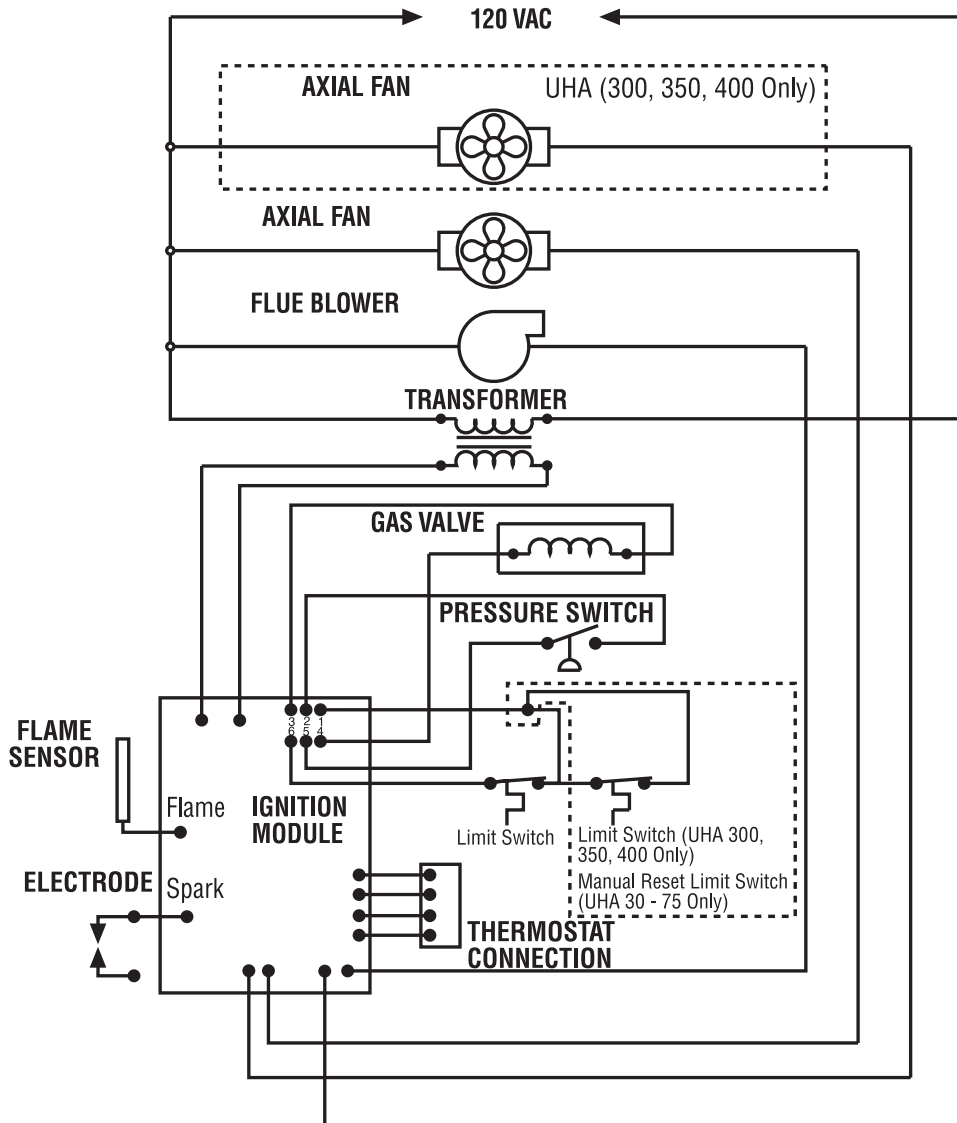 120 VAC
AXIAL FAN
UHA (300, 350, 400 Only)
AXIAL FAN
FLUE BLOWER
TRANSFORMER
GAS VALVE
PRESSURE SWITCH
3 2 1
6 5 4
FLAME
SENSOR
Flame
IGNITION
MODULE
Limit Switch
Limit Switch (UHA 300,
350, 400 Only)
Manual Reset Limit Switch
(UHA 30 - 75 Only)
ELECTRODE
Spark
THERMOSTAT
CONNECTION